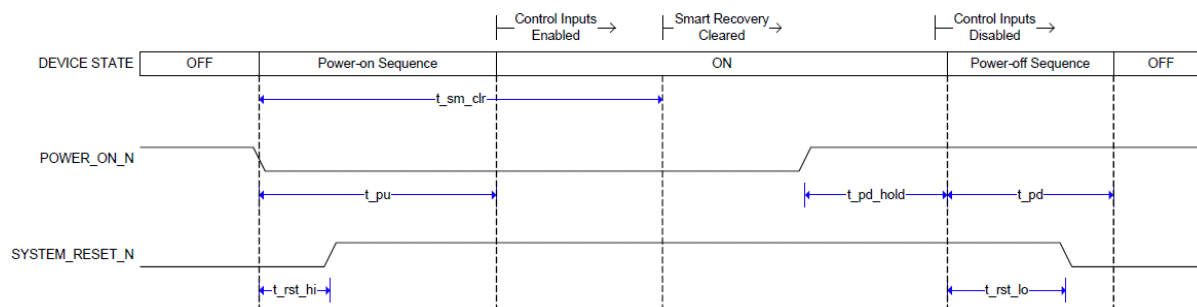 Control Inputs
Enabled
Smart Recovery
Cleared
Control Inputs
Disabled
DEVICE STATE
OFF
Power-on Sequence
ON
Power-off Sequence
OFF
t_sm_clr
POWER_ON_N
t_pu
t_pd_hold
t_pd
SYSTEM_RESET_N
t_rst_hi
t_rst_lo